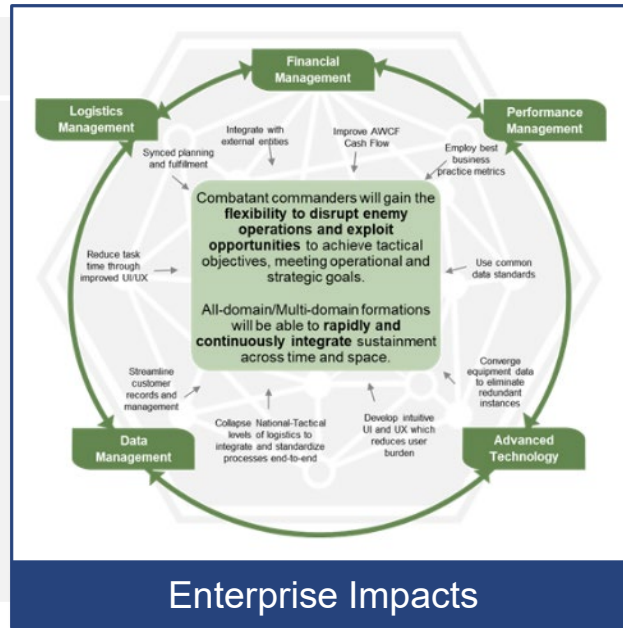 Financial
Management
Logistics
Management
Performance
Management
Integrate with
external entities
Improve AWCF
Cash Flow
Synced planning
and fulfillment
Employ best
business
practice metrics
Combatant commanders will gain the
flexibility to disrupt enemy
operations and exploit
opportunities to achieve tactical
objectives, meeting operational and
strategic goals.
All-domain/Multi-domain formations
will be able to rapidly and
continuously integrate sustainment
across time and space.
Reduce task
time through
improved UI/UX
Use common
data standards
Streamline
customer
records and
management
Collapse National-Tactical
levels of logistics to
integrate and standardize
processes end-to-end
Develop intuitive
UI and UX which
reduces user
burden
Converge
equipment data
to eliminate
redundant
instances
Data
Management
Advanced
Technology
Enterprise Impacts